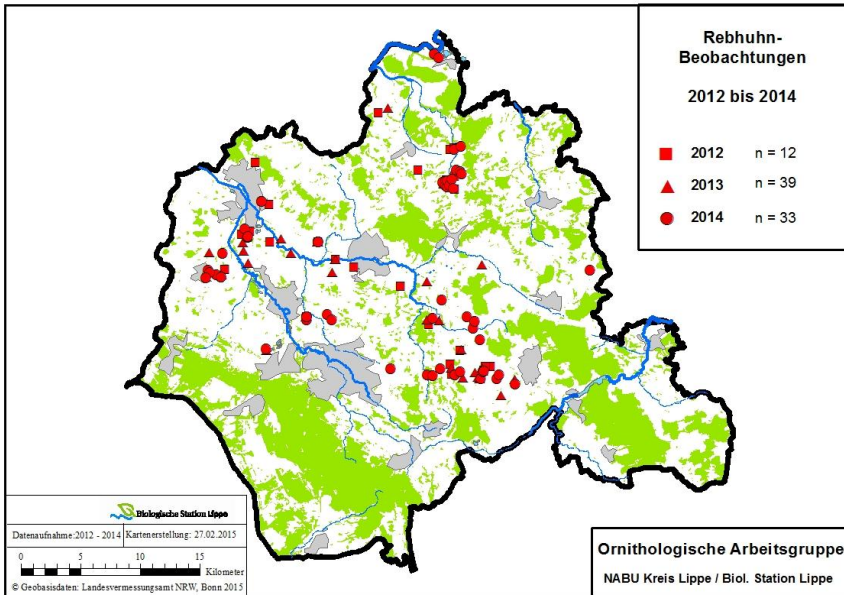 Rebhuhn-
Beobachtungen
2012 bis 2014
2012 n = 12
2013 n = 39
2014 n = 33
Biologische Station Lippe
Datenaufnahme:2012 - 2014 Kartenerstellung: 27.02.2015
0 5 10 15
Kilometer
© Geobasisdaten: Landesvermessungsamt NRW, Bonn 2015
Ornithologische Arbeitsgruppe
NABU Kreis Lippe / Biol. Station Lippe